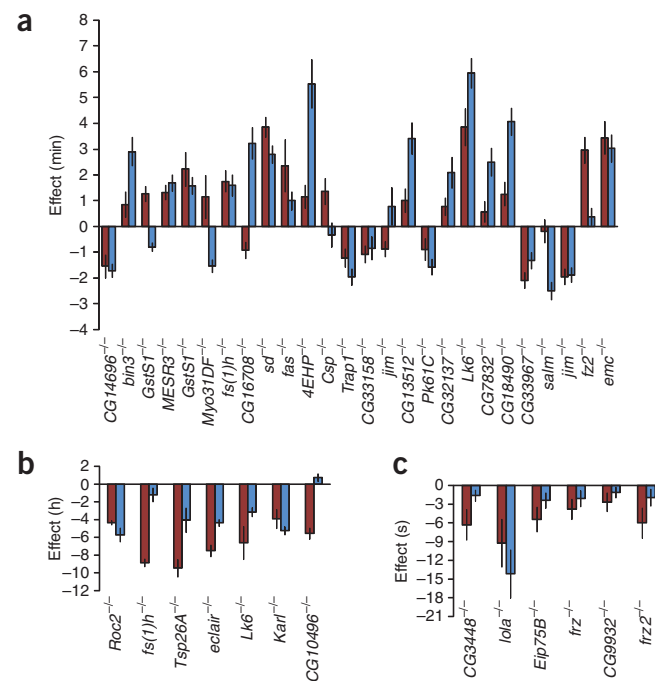 a
8
7
6
5
4
3
2
1
0
−1
−2
−3
−4
Effect (min)
CG14696−/−
bin3−/−
GstS1−/−
MESR3−/−
GstS1−/−
Myo31DF−/−
fs(1)h−/−
CG16708−/−
sd−/−
fas−/−
4EHP−/−
Csp−/−
Trap1−/−
CG33158−/−
jim−/−
CG13512−/−
Pk61C−/−
CG32137−/−
Lk6−/−
CG7832−/−
CG18490−/−
CG33967−/−
salm−/−
jim−/−
fz2−/−
emc−/−
b
2
0
−2
−4
−6
−8
−10
−12
Effect (h)
Roc2−/−
fs(1)h−/−
Tsp26A−/−
eclair−/−
Lk6−/−
Karl−/−
CG10496−/−
c
0
−3
−6
−9
−12
−15
−18
−21
Effect (s)
CG3448−/−
lola−/−
Eip75B−/−
frz−/−
CG9932−/−
frz2−/−